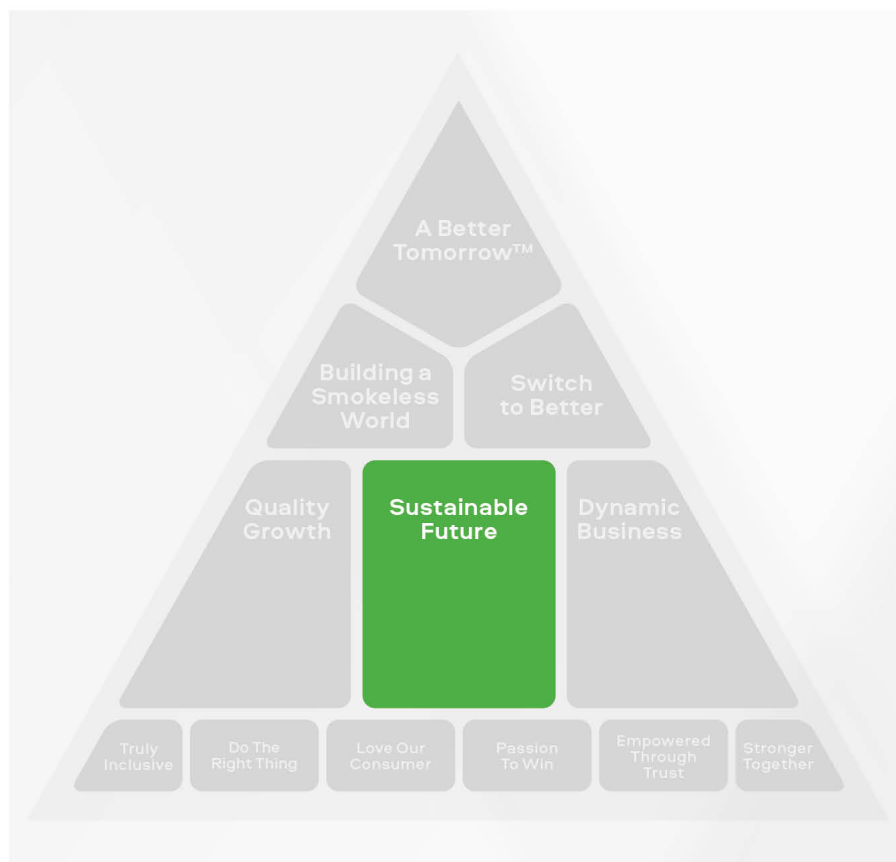 A Better
Tomorrow™
Building a
Smokeless
World
Switch
to Better
Quality
Growth
Sustainable
Future
Dynamic
Business
Truly
Inclusive
Do The
Right Thing
Love Our
Consumer
Passion
To Win
Empowered
Through
Trust
Stronger
Together